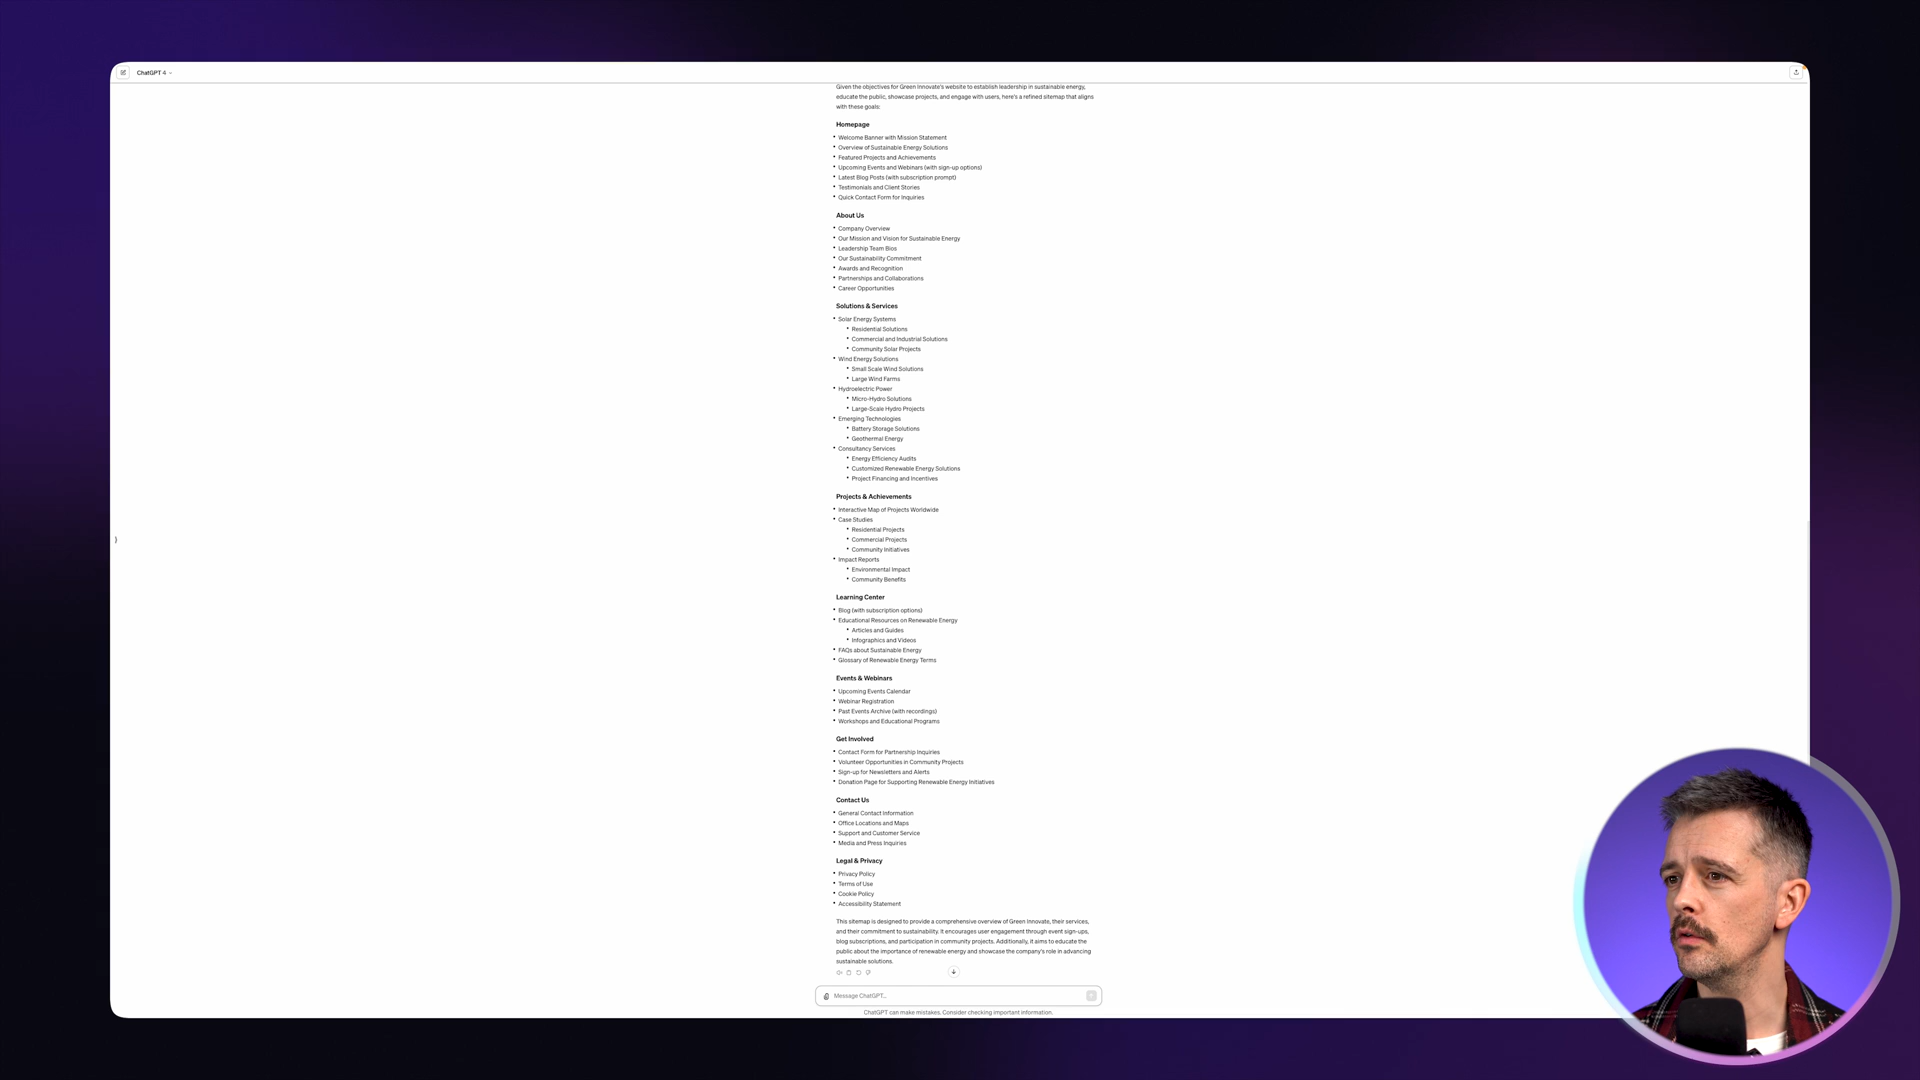 ChatGPT 4
Given the objectives for Green Innovate's website to establish leadership in sustainable energy,
educate the public, showcase projects, and engage with users, here's a refined sitemap that aligns
with these goals:
Homepage
• Welcome Banner with Mission Statement
• Overview of Sustainable Energy Solutions
• Featured Projects and Achievements
• Upcoming Events and Webinars (with sign-up options)
• Latest Blog Posts (with subscription prompt)
• Testimonials and Client Stories
• Quick Contact Form for Inquiries
About Us
• Company Overview
• Our Mission and Vision for Sustainable Energy
• Leadership Team Bios
• Our Sustainability Commitment
• Awards and Recognition
• Partnerships and Collaborations
• Career Opportunities
Solutions & Services
• Solar Energy Systems
• Residential Solutions
• Commercial and Industrial Solutions
• Community Solar Projects
• Wind Energy Solutions
• Small Scale Wind Solutions
• Large Wind Farms
• Hydroelectric Power
• Micro-Hydro Solutions
• Large-Scale Hydro Projects
• Emerging Technologies
• Battery Storage Solutions
• Geothermal Energy
• Consultancy Services
• Energy Efficiency Audits
• Customized Renewable Energy Solutions
• Project Financing and Incentives
Projects & Achievements
• Interactive Map of Projects Worldwide
• Case Studies
• Residential Projects
• Commercial Projects
• Community Initiatives
• Impact Reports
• Environmental Impact
• Community Benefits
Learning Center
• Blog (with subscription options)
• Educational Resources on Renewable Energy
• Articles and Guides
• Infographics and Videos
• FAQs about Sustainable Energy
• Glossary of Renewable Energy Terms
Events & Webinars
• Upcoming Events Calendar
• Webinar Registration
• Past Events Archive (with recordings)
• Workshops and Educational Programs
Get Involved
• Contact Form for Partnership Inquiries
• Volunteer Opportunities in Community Projects
• Sign-up for Newsletters and Alerts
• Donation Page for Supporting Renewable Energy Initiatives
Contact Us
• General Contact Information
• Office Locations and Maps
• Support and Customer Service
• Media and Press Inquiries
Legal & Privacy
• Privacy Policy
• Terms of Use
• Cookie Policy
• Accessibility Statement
This sitemap is designed to provide a comprehensive overview of Green Innovate, their services,
and their commitment to sustainability. It encourages user engagement through event sign-ups,
blog subscriptions, and participation in community projects. Additionally, it aims to educate the
public about the importance of renewable energy and showcase the company's role in advancing
sustainable solutions.
Message ChatGPT...
ChatGPT can make mistakes. Consider checking important information.